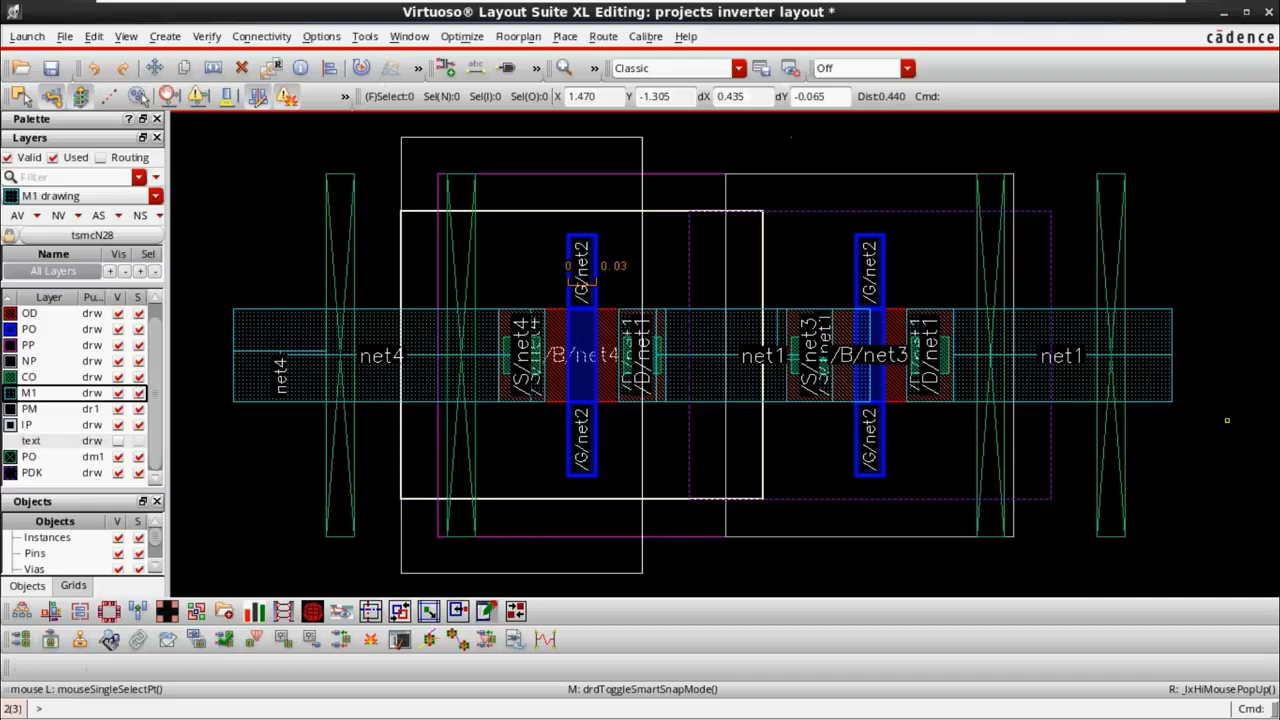 Virtuoso® Layout Suite XL Editing: projects inverter layout *
Launch File Edit View Create Verify Connectivity Options Tools Window Optimize Floorplan Place Route Calibre Help
cādence
» » » Classic Off
» (F)Select:0 Sel(N):0 Sel(I):0 Sel(O):0 X 1.470 Y -1.305 dX 0.435 dY -0.065 Dist:0.440 Cmd:
Palette
Layers
Valid Used Routing
Filter
M1 drawing
AV NV AS NS
tsmcN28
Name Vis Sel
All Layers + - + -
Layer Pu... V S
OD drw
PO drw
PP drw
NP drw
CO drw
M1 drw
PM dr1
IP drw
text drw
PO dm1
PDK drw
Objects
Objects V S
Instances
Pins
Vias
Objects Grids
/G/net2 /G/net2
0 0.03
net4 net4 /S/net4 /B/net4 /D/net1 net1 /S/net3 /B/net3 /D/net1 net1
/G/net2 /G/net2
mouse L: mouseSingleSelectPt() M: drdToggleSmartSnapMode() R: _lxHiMousePopUp()
2(3) > Cmd: